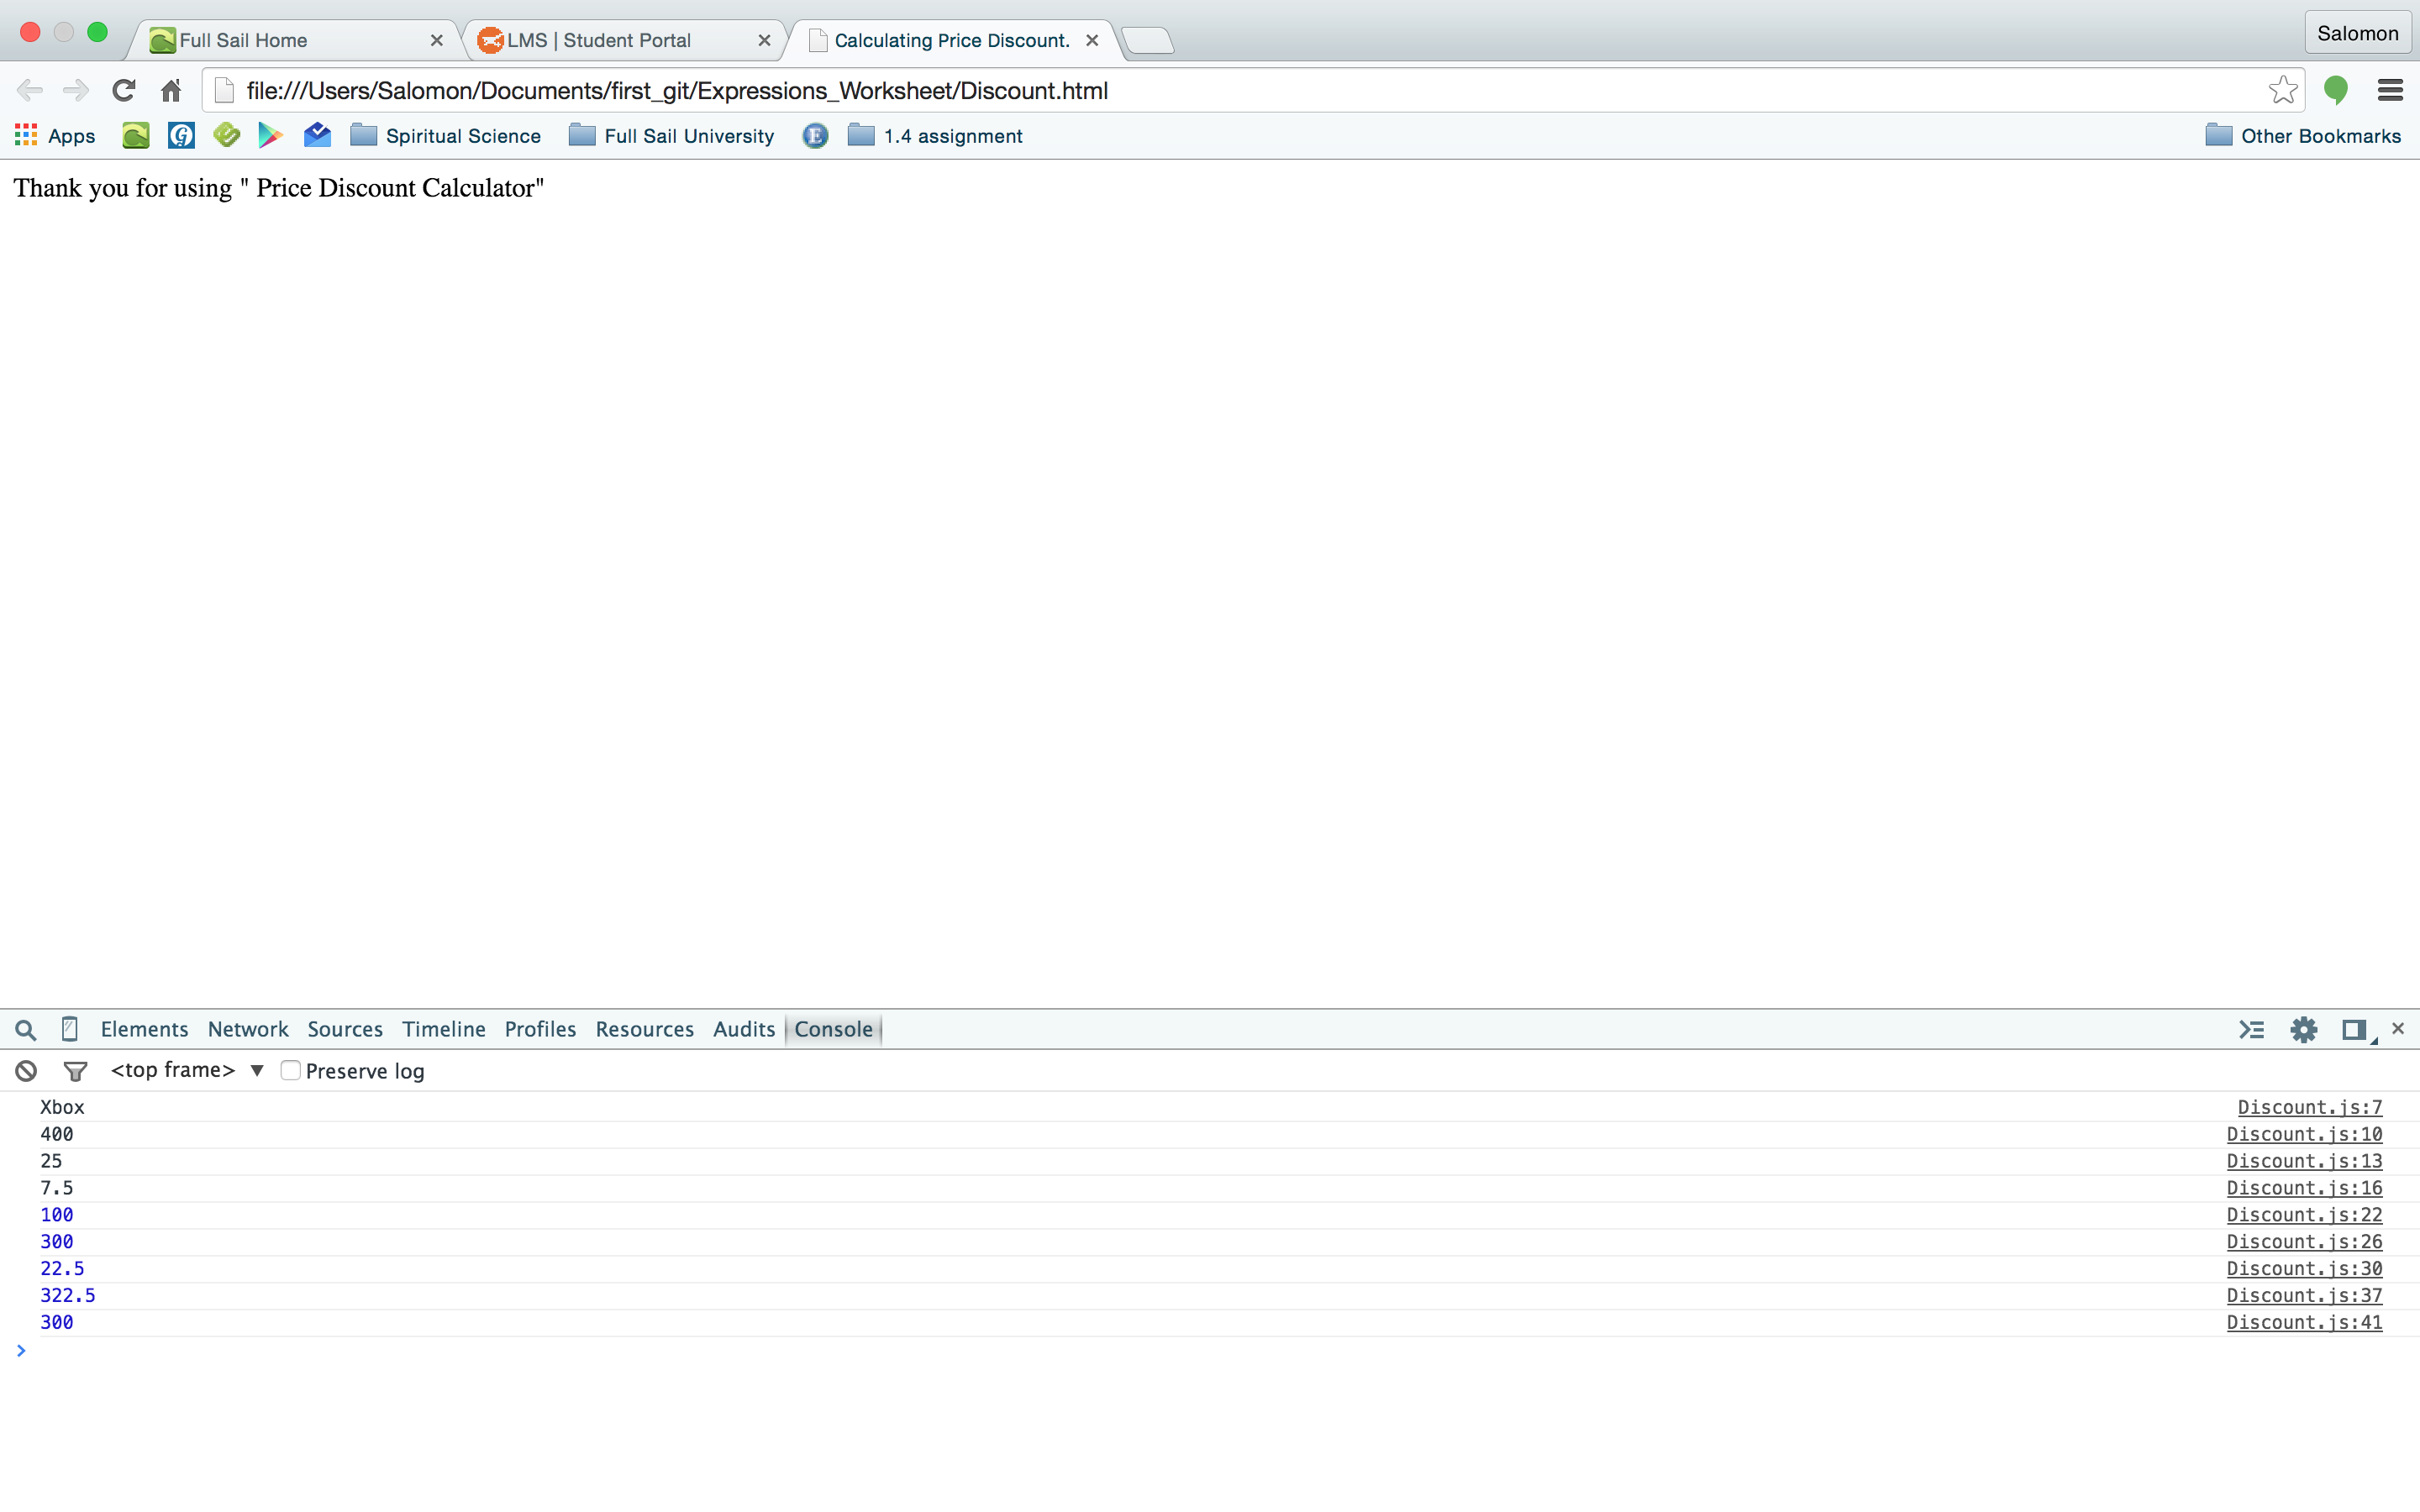 Full Sail Home
LMS | Student Portal
Calculating Price Discount.
Salomon
file:///Users/Salomon/Documents/first_git/Expressions_Worksheet/Discount.html
Apps
Spiritual Science
Full Sail University
E
1.4 assignment
Other Bookmarks
Thank you for using " Price Discount Calculator"
Elements Network Sources Timeline Profiles Resources Audits Console
<top frame> ▼ Preserve log
Xbox Discount.js:7
400 Discount.js:10
25 Discount.js:13
7.5 Discount.js:16
100 Discount.js:22
300 Discount.js:26
22.5 Discount.js:30
322.5 Discount.js:37
300 Discount.js:41